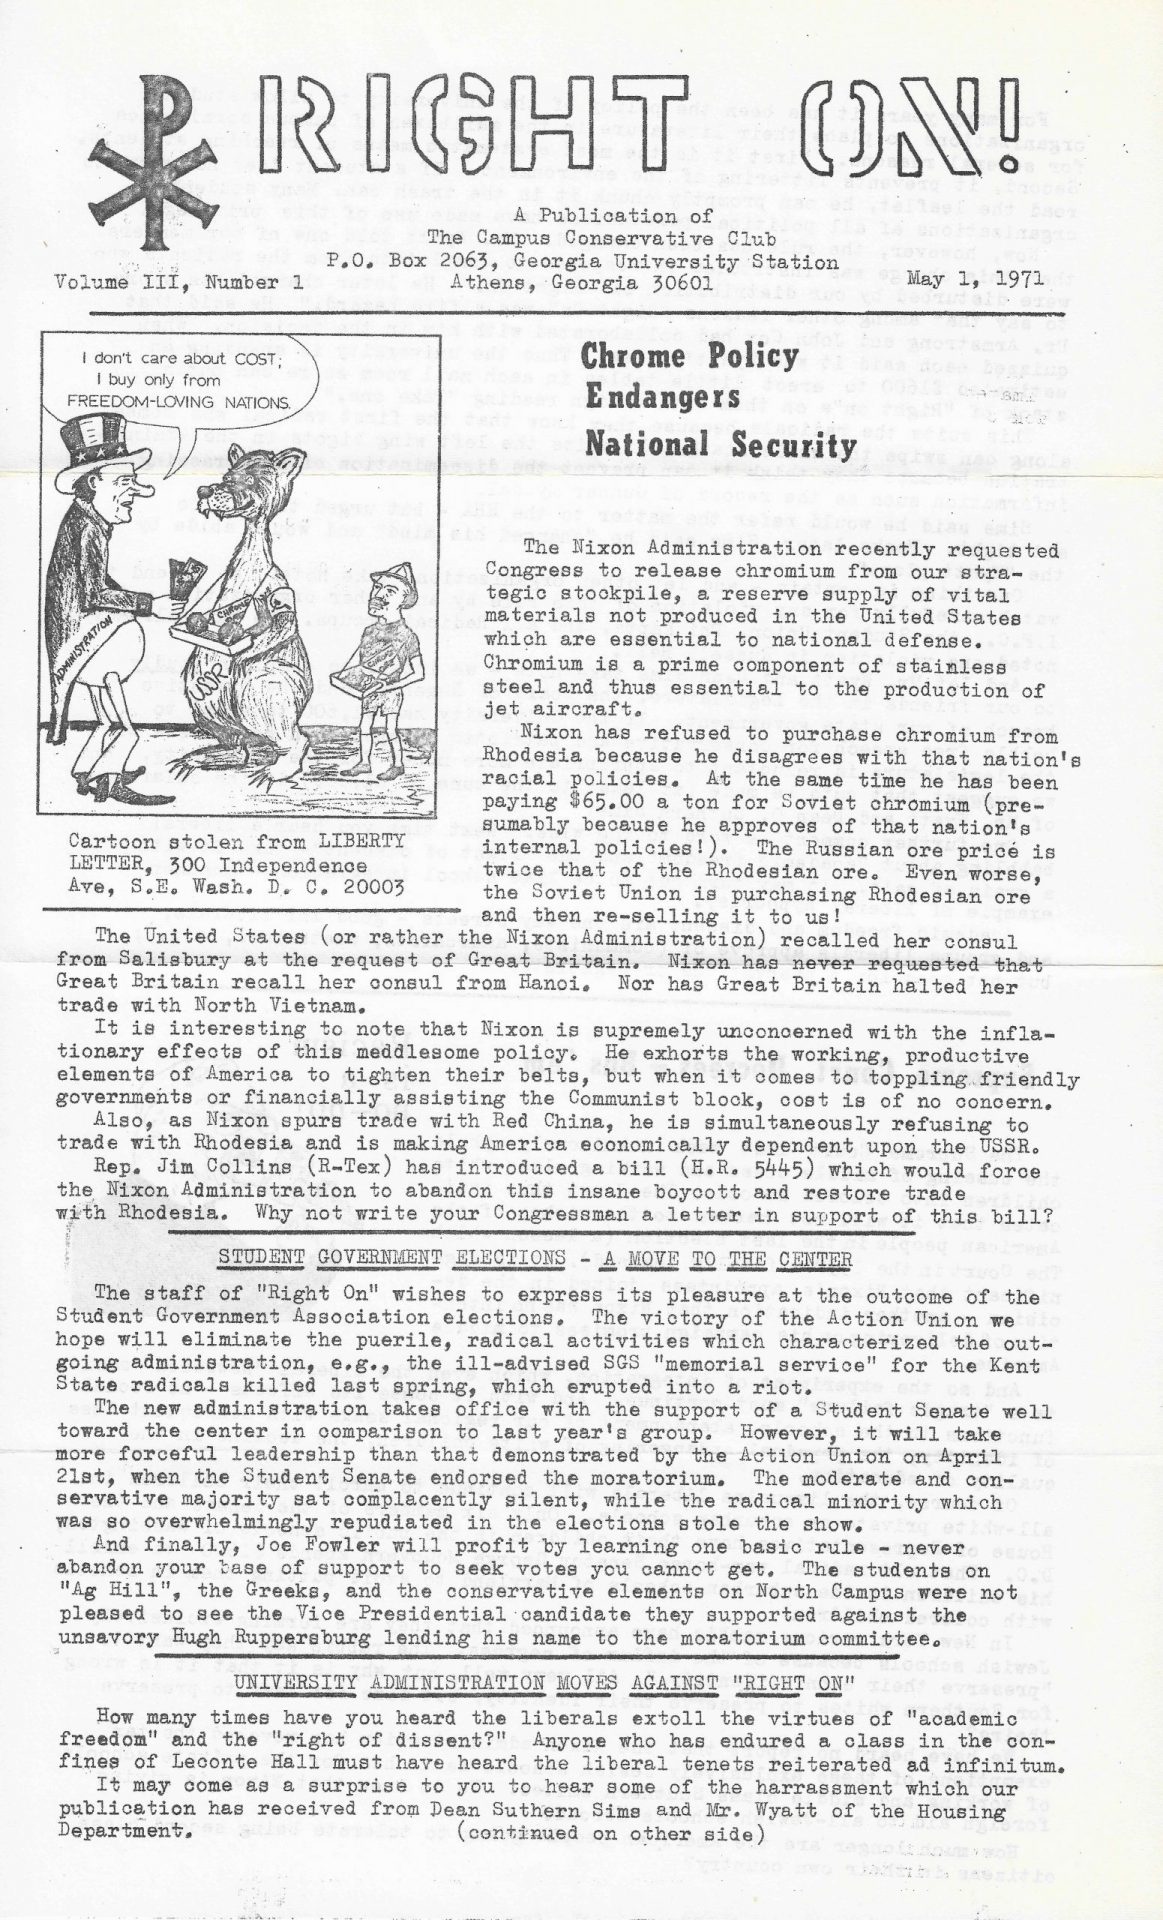 RIGHT ON!
A Publication of
The Campus Conservative Club
P.O. Box 2063, Georgia University Station
Volume III, Number 1
Athens, Georgia 30601
May 1, 1971
I don't care about COST;
I buy only from
FREEDOM-LOVING NATIONS.
ADMINISTRATION
CHROME
USSR
Cartoon stolen from LIBERTY
LETTER, 300 Independence
Ave, S.E. Wash. D. C. 20003
Chrome Policy
Endangers
National Security
The Nixon Administration recently requested
Congress to release chromium from our stra-
tegic stockpile, a reserve supply of vital
materials not produced in the United States
which are essential to national defense.
Chromium is a prime component of stainless
steel and thus essential to the production of
jet aircraft.
Nixon has refused to purchase chromium from
Rhodesia because he disagrees with that nation's
racial policies. At the same time he has been
paying $65.00 a ton for Soviet chromium (pre-
sumably because he approves of that nation's
internal policies!). The Russian ore price is
twice that of the Rhodesian ore. Even worse,
the Soviet Union is purchasing Rhodesian ore
and then re-selling it to us!
The United States (or rather the Nixon Administration) recalled her consul
from Salisbury at the request of Great Britain. Nixon has never requested that
Great Britain recall her consul from Hanoi. Nor has Great Britain halted her
trade with North Vietnam.
It is interesting to note that Nixon is supremely unconcerned with the infla-
tionary effects of this meddlesome policy. He exhorts the working, productive
elements of America to tighten their belts, but when it comes to toppling friendly
governments or financially assisting the Communist block, cost is of no concern.
Also, as Nixon spurs trade with Red China, he is simultaneously refusing to
trade with Rhodesia and is making America economically dependent upon the USSR.
Rep. Jim Collins (R-Tex) has introduced a bill (H.R. 5445) which would force
the Nixon Administration to abandon this insane boycott and restore trade
with Rhodesia. Why not write your Congressman a letter in support of this bill?
STUDENT GOVERNMENT ELECTIONS - A MOVE TO THE CENTER
The staff of "Right On" wishes to express its pleasure at the outcome of the
Student Government Association elections. The victory of the Action Union we
hope will eliminate the puerile, radical activities which characterized the out-
going administration, e.g., the ill-advised SGS "memorial service" for the Kent
State radicals killed last spring, which erupted into a riot.
The new administration takes office with the support of a Student Senate well
toward the center in comparison to last year's group. However, it will take
more forceful leadership than that demonstrated by the Action Union on April
21st, when the Student Senate endorsed the moratorium. The moderate and con-
servative majority sat complacently silent, while the radical minority which
was so overwhelmingly repudiated in the elections stole the show.
And finally, Joe Fowler will profit by learning one basic rule - never
abandon your base of support to seek votes you cannot get. The students on
"Ag Hill", the Greeks, and the conservative elements on North Campus were not
pleased to see the Vice Presidential candidate they supported against the
unsavory Hugh Ruppersburg lending his name to the moratorium committee.
UNIVERSITY ADMINISTRATION MOVES AGAINST "RIGHT ON"
How many times have you heard the liberals extoll the virtues of "academic
freedom" and the "right of dissent?" Anyone who has endured a class in the con-
fines of Leconte Hall must have heard the liberal tenets reiterated ad infinitum.
It may come as a surprise to you to hear some of the harrassment which our
publication has received from Dean Suthern Sims and Mr. Wyatt of the Housing
Department. (continued on other side)